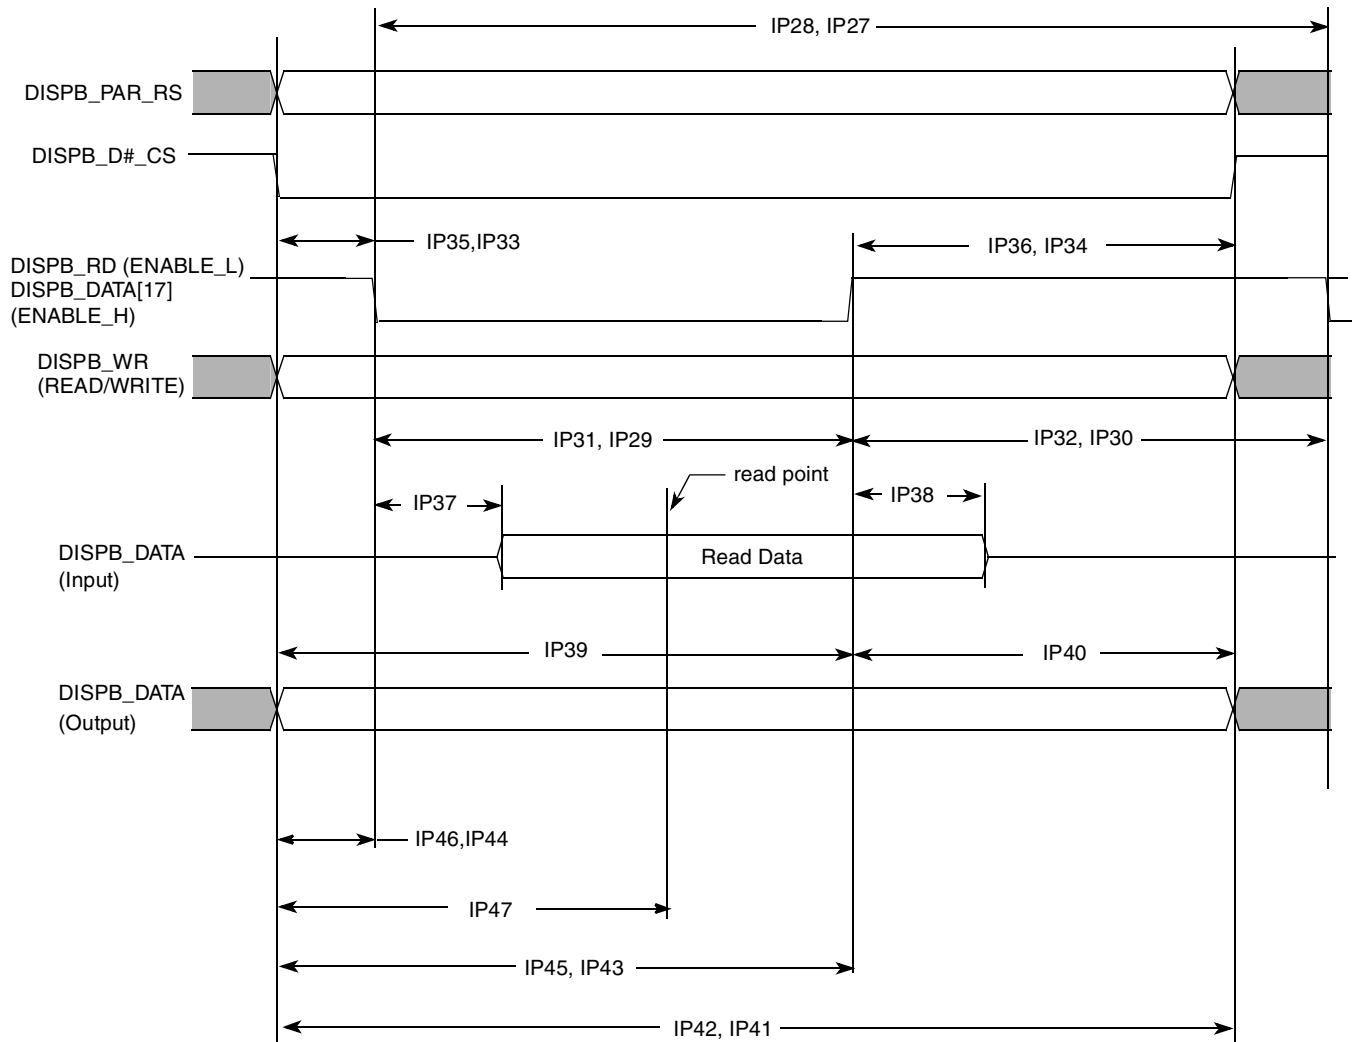 IP28, IP27
DISPB_PAR_RS
DISPB_D#_CS
IP35,IP33
IP36, IP34
DISPB_RD (ENABLE_L)
DISPB_DATA[17]
(ENABLE_H)
DISPB_WR
(READ/WRITE)
IP31, IP29
IP32, IP30
read point
IP37
IP38
DISPB_DATA
(Input)
Read Data
IP39
IP40
DISPB_DATA
(Output)
IP46,IP44
IP47
IP45, IP43
IP42, IP41